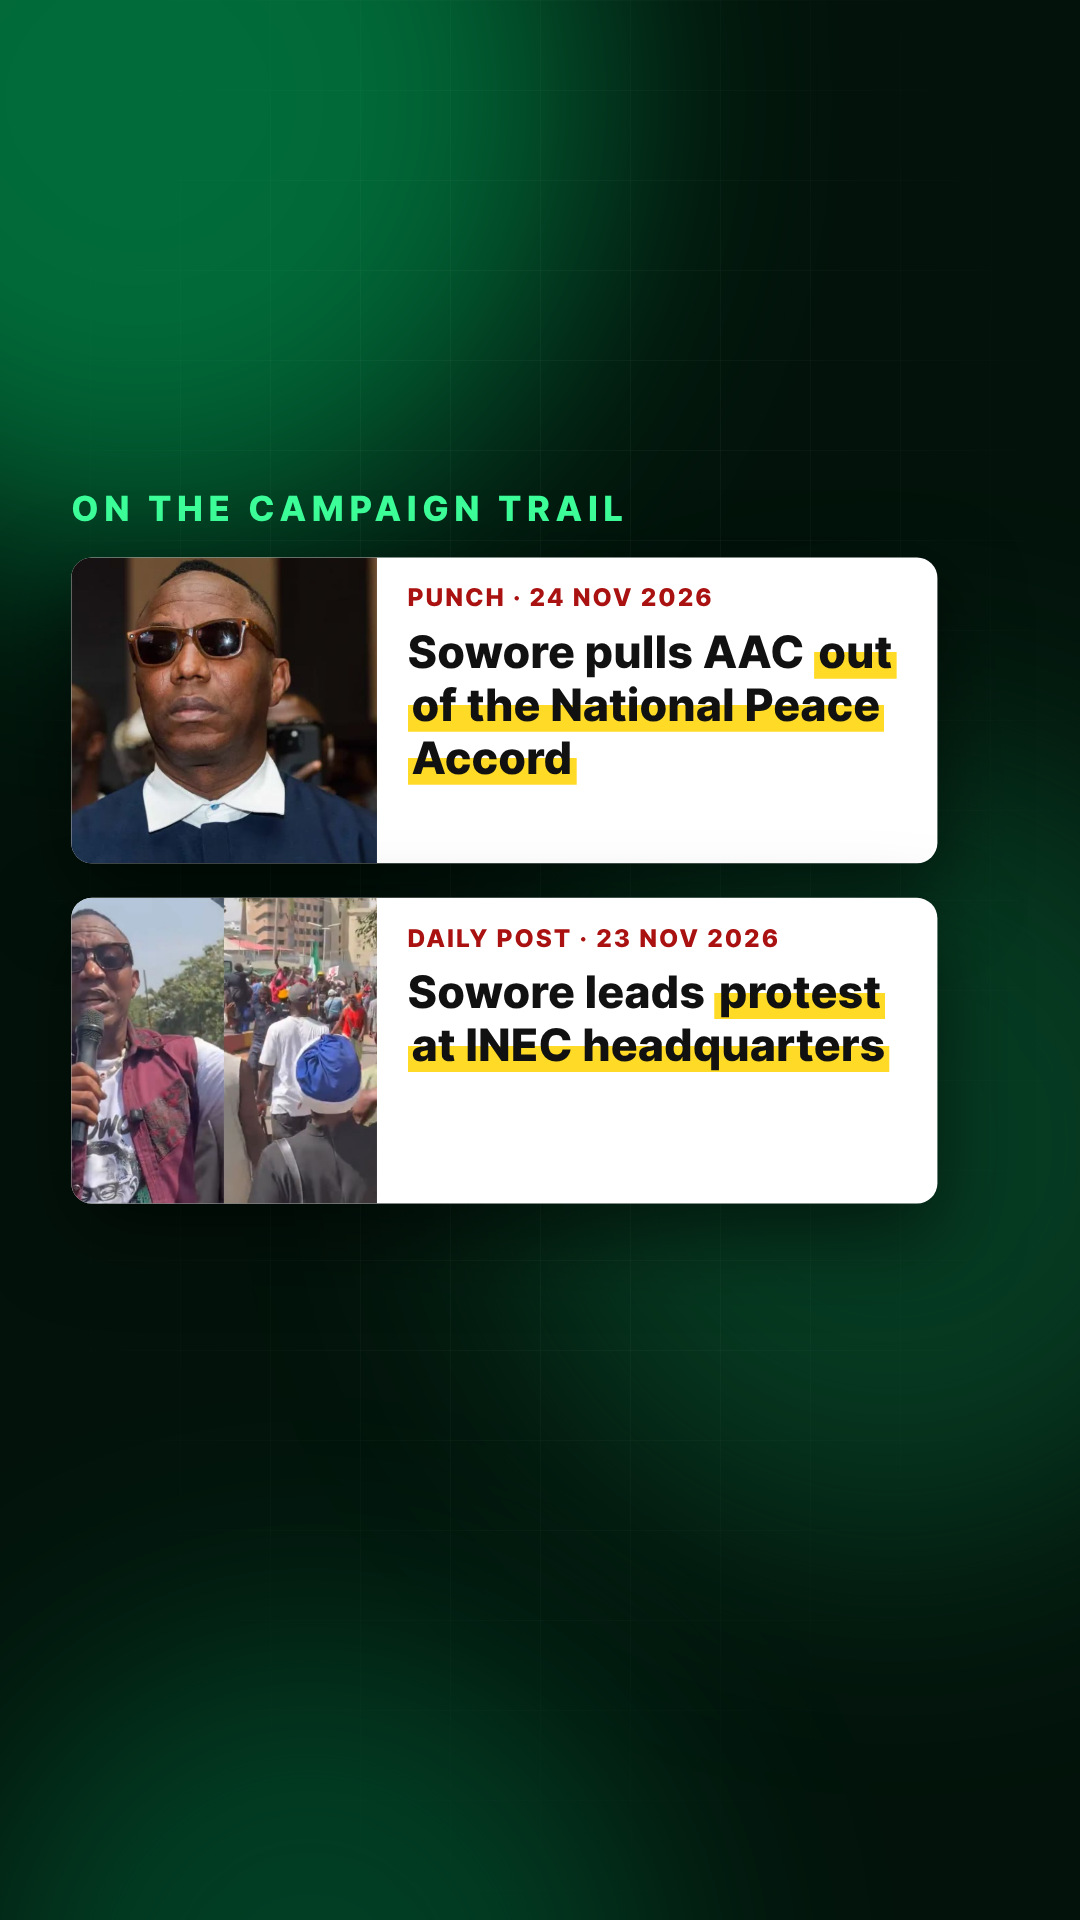 ON THE CAMPAIGN TRAIL
PUNCH · 24 NOV 2026
Sowore pulls AAC out
of the National Peace
Accord
DAILY POST · 23 NOV 2026
Sowore leads protest
at INEC headquarters